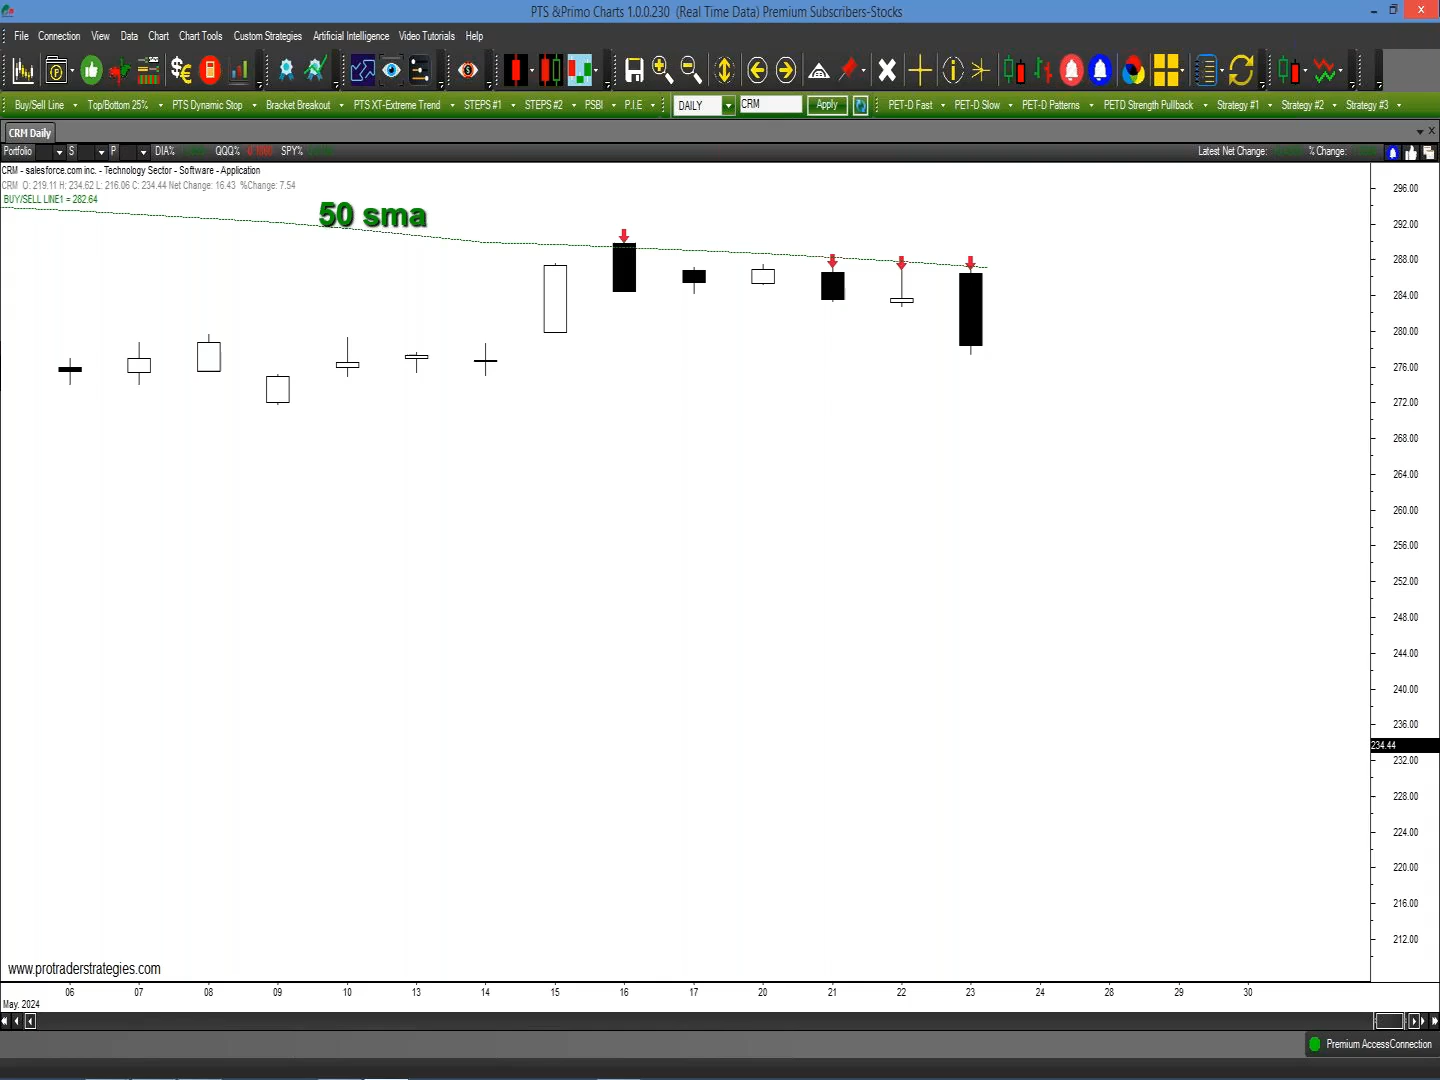 PTS &Primo Charts 1.0.0.230 (Real Time Data) Premium Subscribers-Stocks
File Connection View Data Chart Chart Tools Custom Strategies Artificial Intelligence Video Tutorials Help
Buy/Sell Line Top/Bottom 25% PTS Dynamic Stop Bracket Breakout PTS XT-Extreme Trend STEPS #1 STEPS #2 PSBI P.I.E DAILY CRM Apply PET-D Fast PET-D Slow PET-D Patterns PETD Strength Pullback Strategy #1 Strategy #2 Strategy #3
CRM Daily
Portfolio S P DIA% QQQ% SPY% Latest Net Change: % Change:
CRM - salesforce.com inc. - Technology Sector - Software - Application
CRM O: 219.11 H: 234.62 L: 216.06 C: 234.44 Net Change: 16.43 %Change: 7.54
BUY/SELL LINE1 = 282.64
50 sma
296.00
292.00
288.00
284.00
280.00
276.00
272.00
268.00
264.00
260.00
256.00
252.00
248.00
244.00
240.00
236.00
234.44
232.00
228.00
224.00
220.00
216.00
212.00
www.protraderstrategies.com
06 07 08 09 10 13 14 15 16 17 20 21 22 23 24 28 29 30
May. 2024
Premium AccessConnection